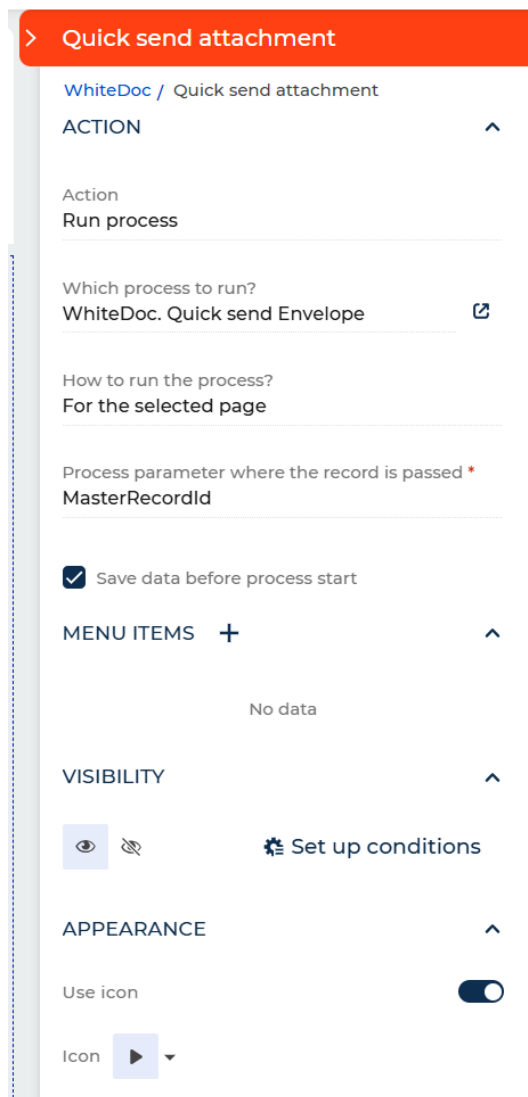 Quick send attachment
WhiteDoc / Quick send attachment
ACTION
Action
Run process
Which process to run?
WhiteDoc. Quick send Envelope
How to run the process?
For the selected page
Process parameter where the record is passed *
MasterRecordId
Save data before process start
MENU ITEMS +
No data
VISIBILITY
Set up conditions
APPEARANCE
Use icon
Icon